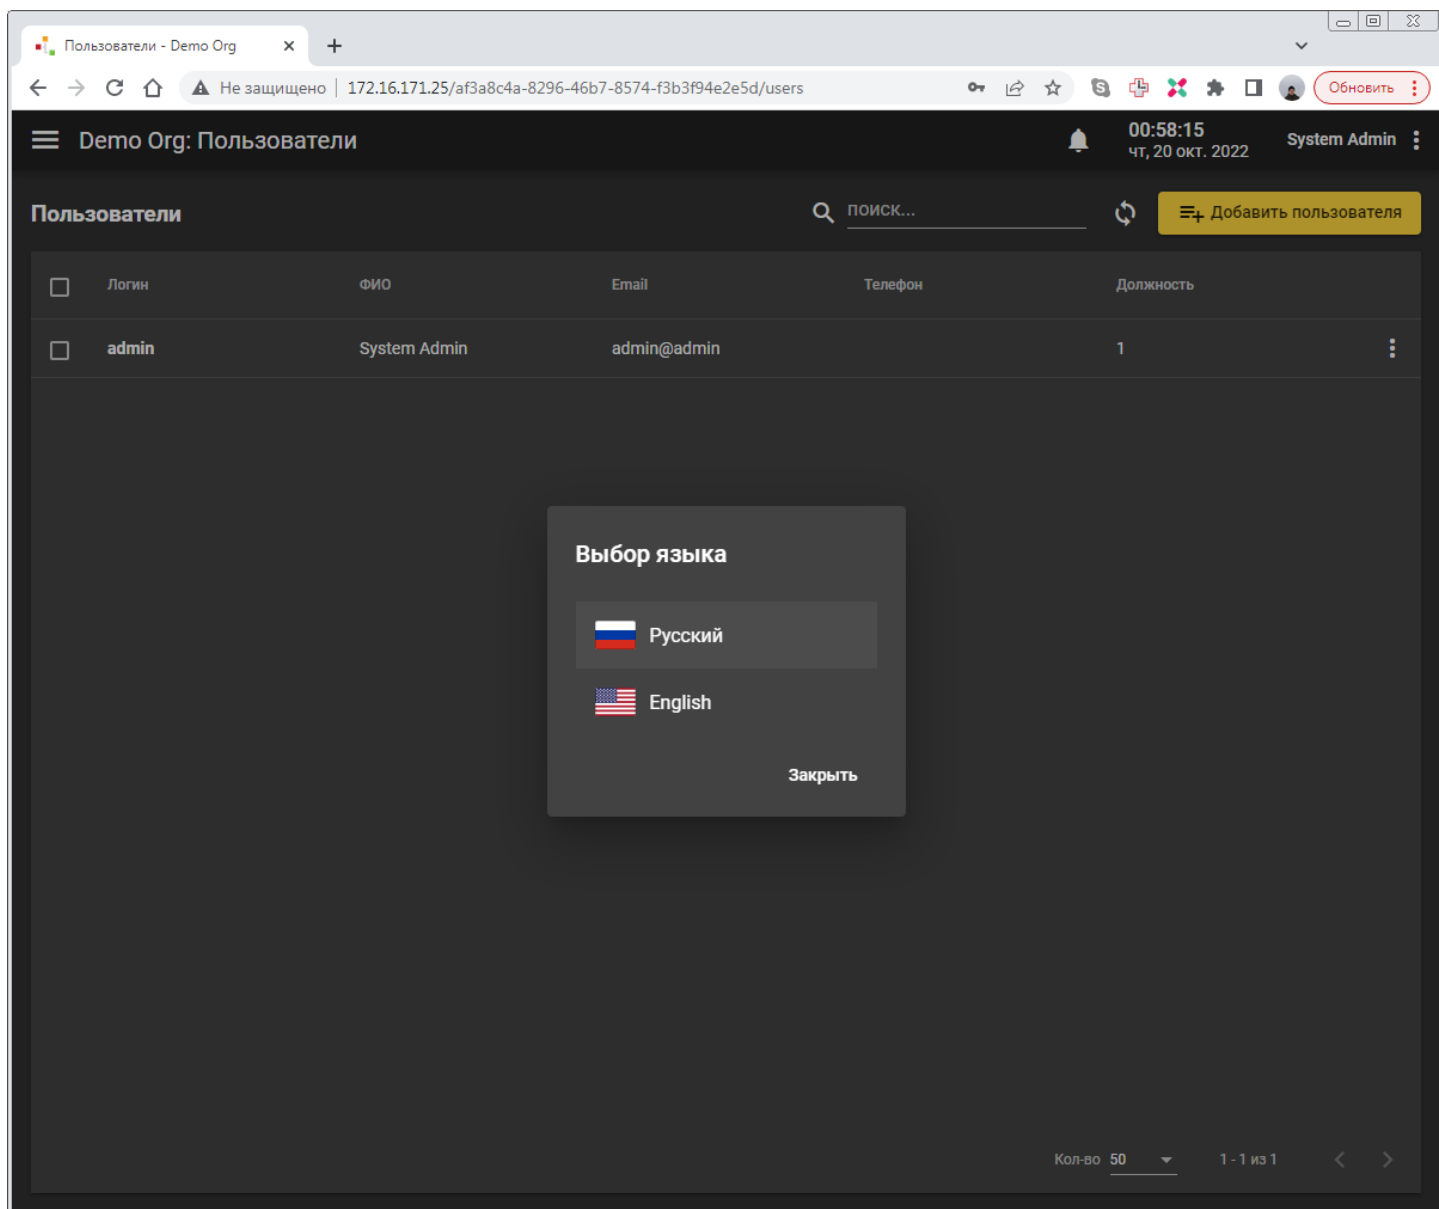 Пользователи - Demo Org
Не защищено | 172.16.171.25/af3a8c4a-8296-46b7-8574-f3b3f94e2e5d/users
Обновить
Demo Org: Пользователи
00:58:15
чт, 20 окт. 2022
System Admin
Пользователи
поиск...
Добавить пользователя
Логин ФИО Email Телефон Должность
admin System Admin admin@admin 1
Выбор языка
Русский
English
Закрыть
Кол-во 50 1 - 1 из 1